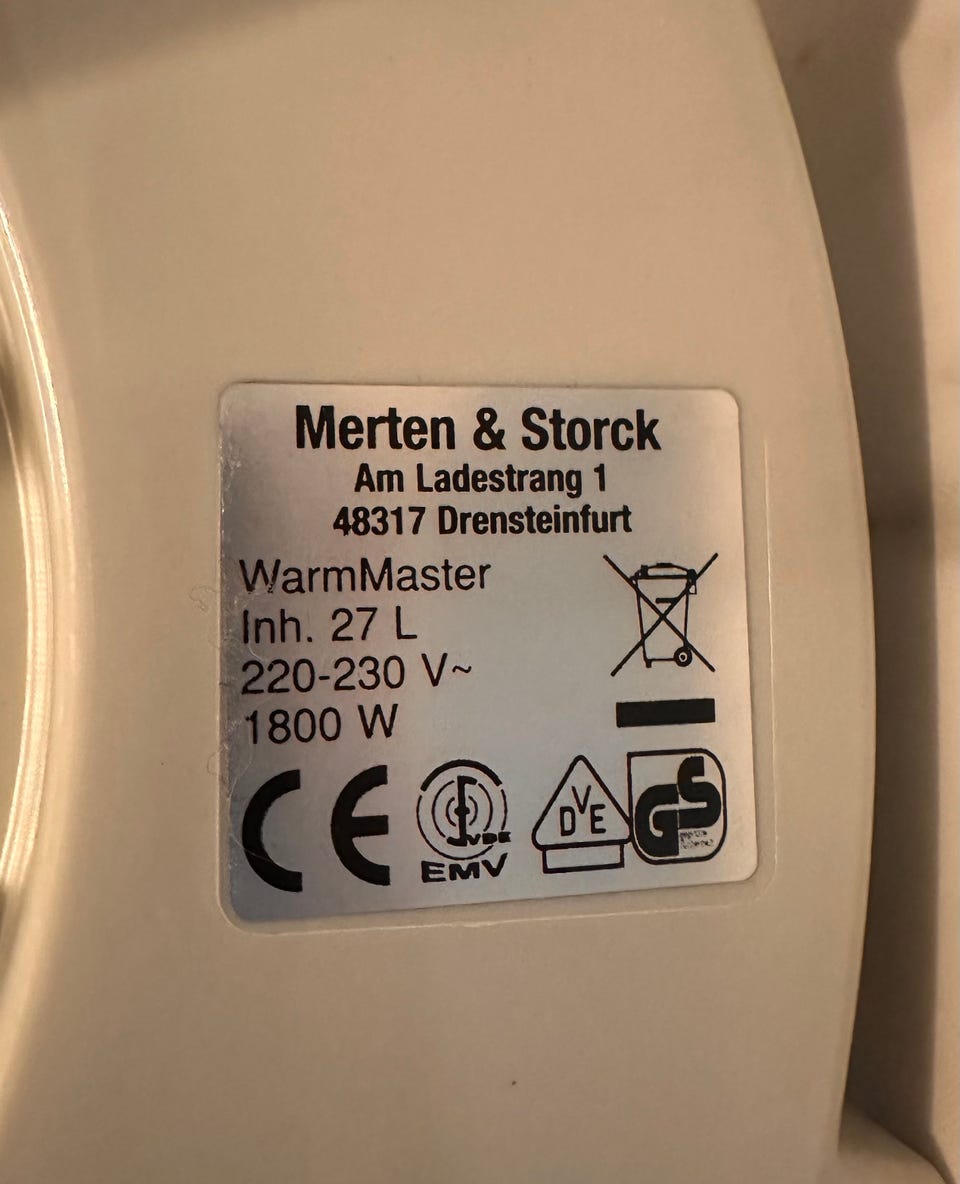 Merten & Storck
Am Ladestrang 1
48317 Drensteinfurt
WarmMaster
Inh. 27 L
220-230 V~
1800 W
CE
VDE
EMV
DVE
GS